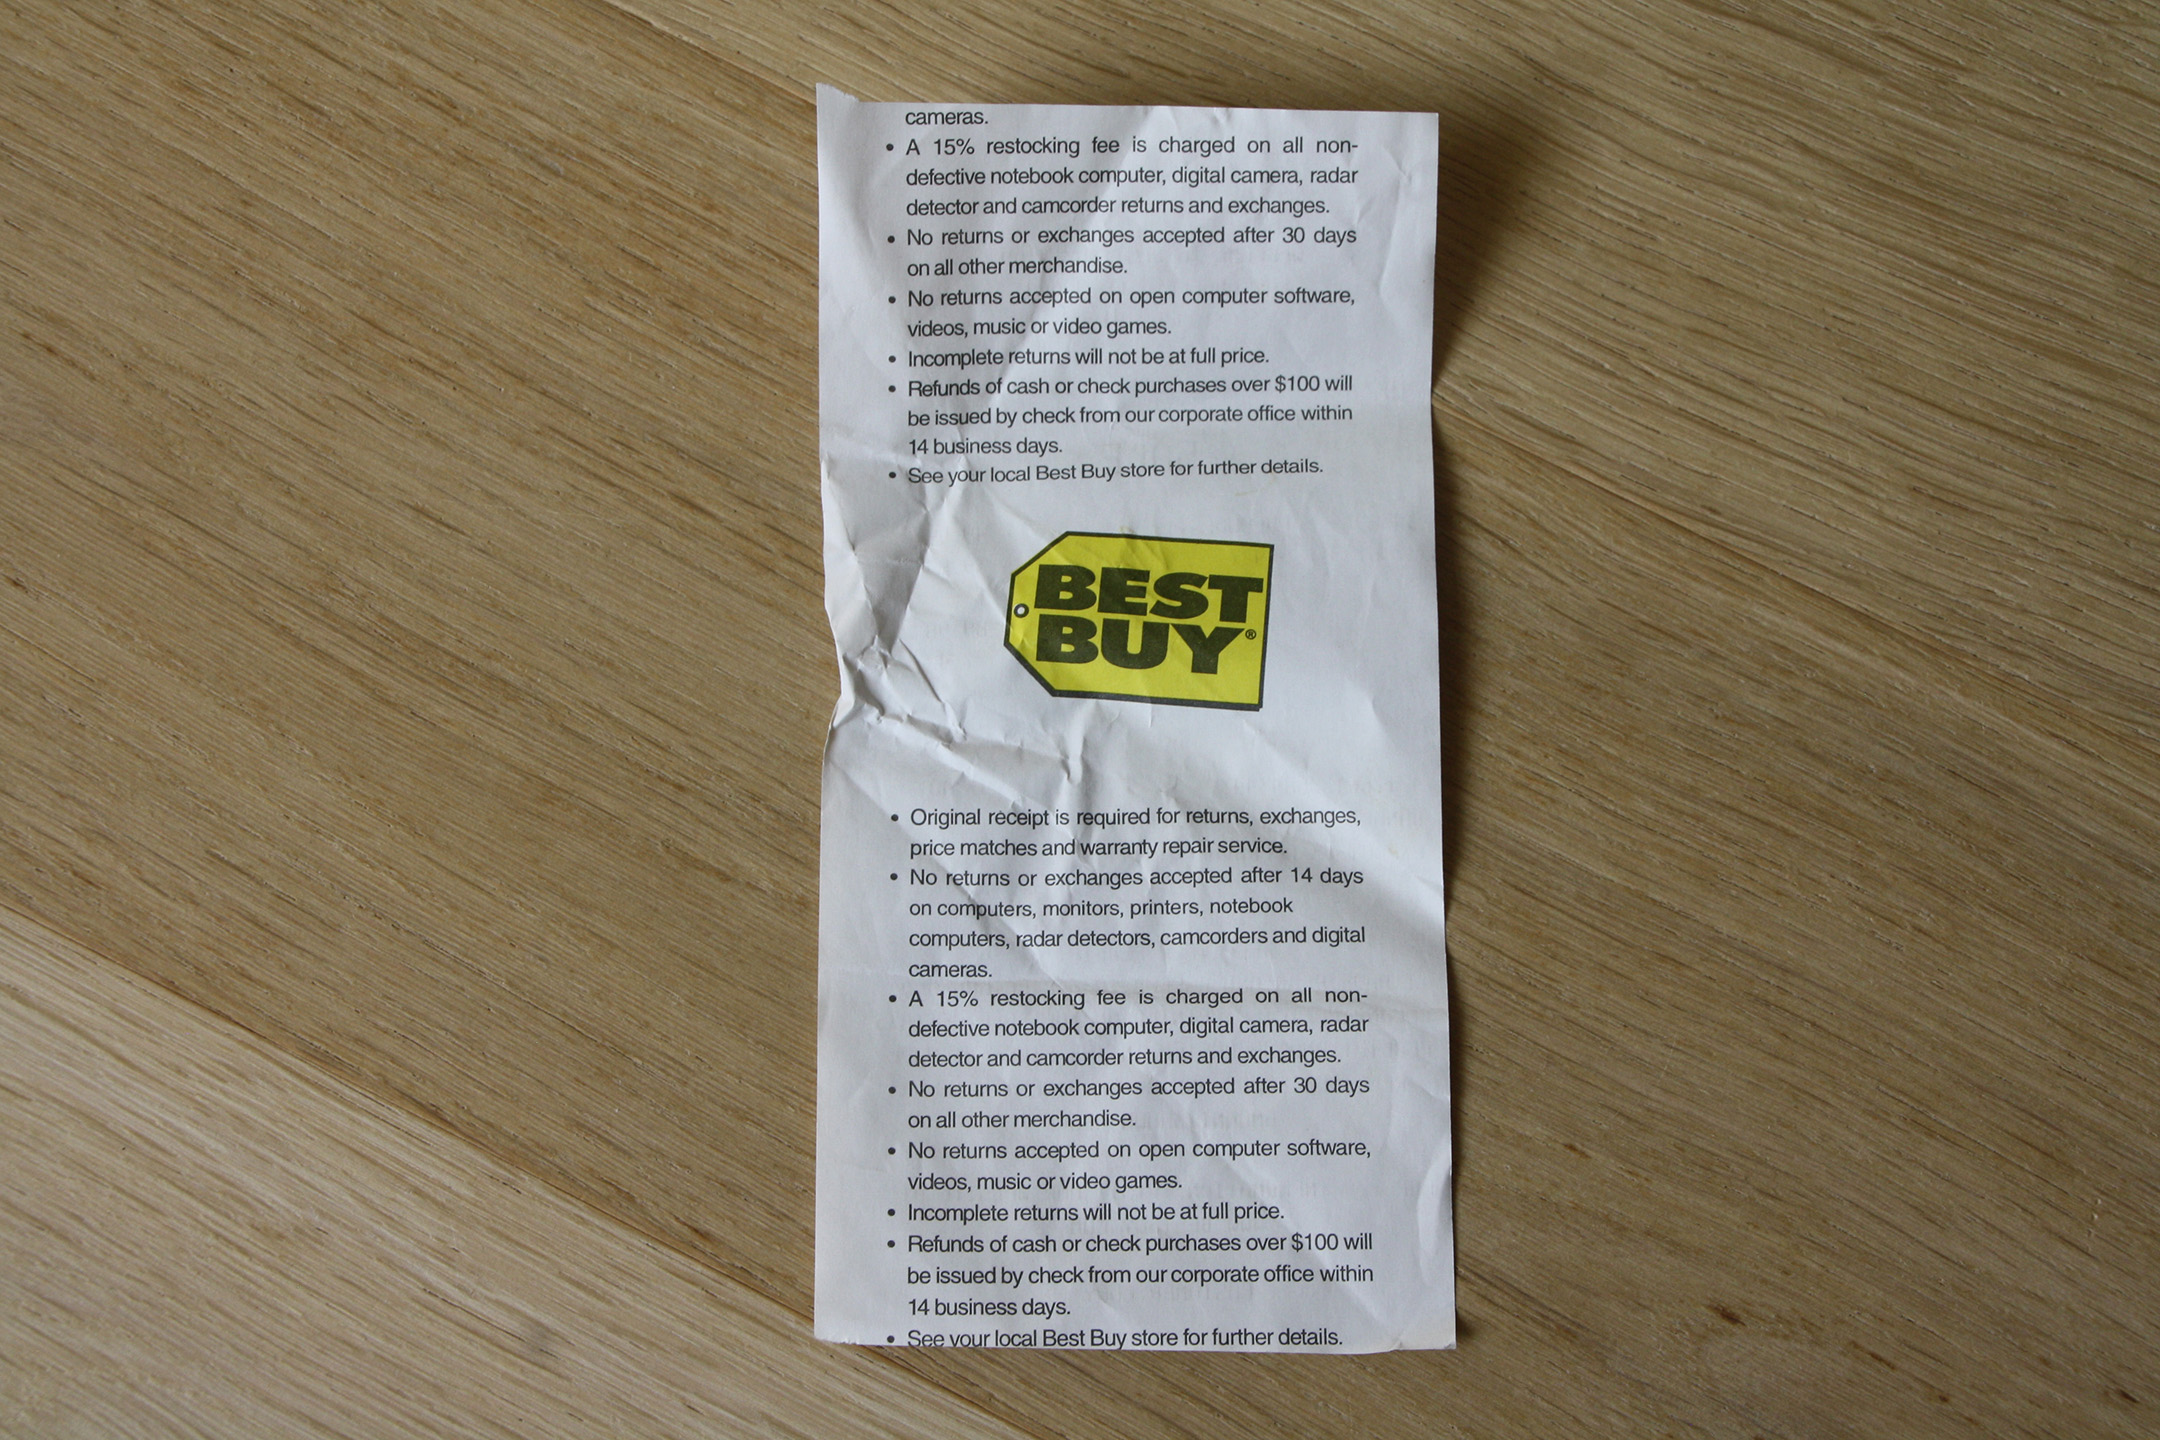 cameras.
• A 15% restocking fee is charged on all non-
defective notebook computer, digital camera, radar
detector and camcorder returns and exchanges.
• No returns or exchanges accepted after 30 days
on all other merchandise.
• No returns accepted on open computer software,
videos, music or video games.
• Incomplete returns will not be at full price.
• Refunds of cash or check purchases over $100 will
be issued by check from our corporate office within
14 business days.
• See your local Best Buy store for further details.
BEST
BUY®
• Original receipt is required for returns, exchanges,
price matches and warranty repair service.
• No returns or exchanges accepted after 14 days
on computers, monitors, printers, notebook
computers, radar detectors, camcorders and digital
cameras.
• A 15% restocking fee is charged on all non-
defective notebook computer, digital camera, radar
detector and camcorder returns and exchanges.
• No returns or exchanges accepted after 30 days
on all other merchandise.
• No returns accepted on open computer software,
videos, music or video games.
• Incomplete returns will not be at full price.
• Refunds of cash or check purchases over $100 will
be issued by check from our corporate office within
14 business days.
• See your local Best Buy store for further details.